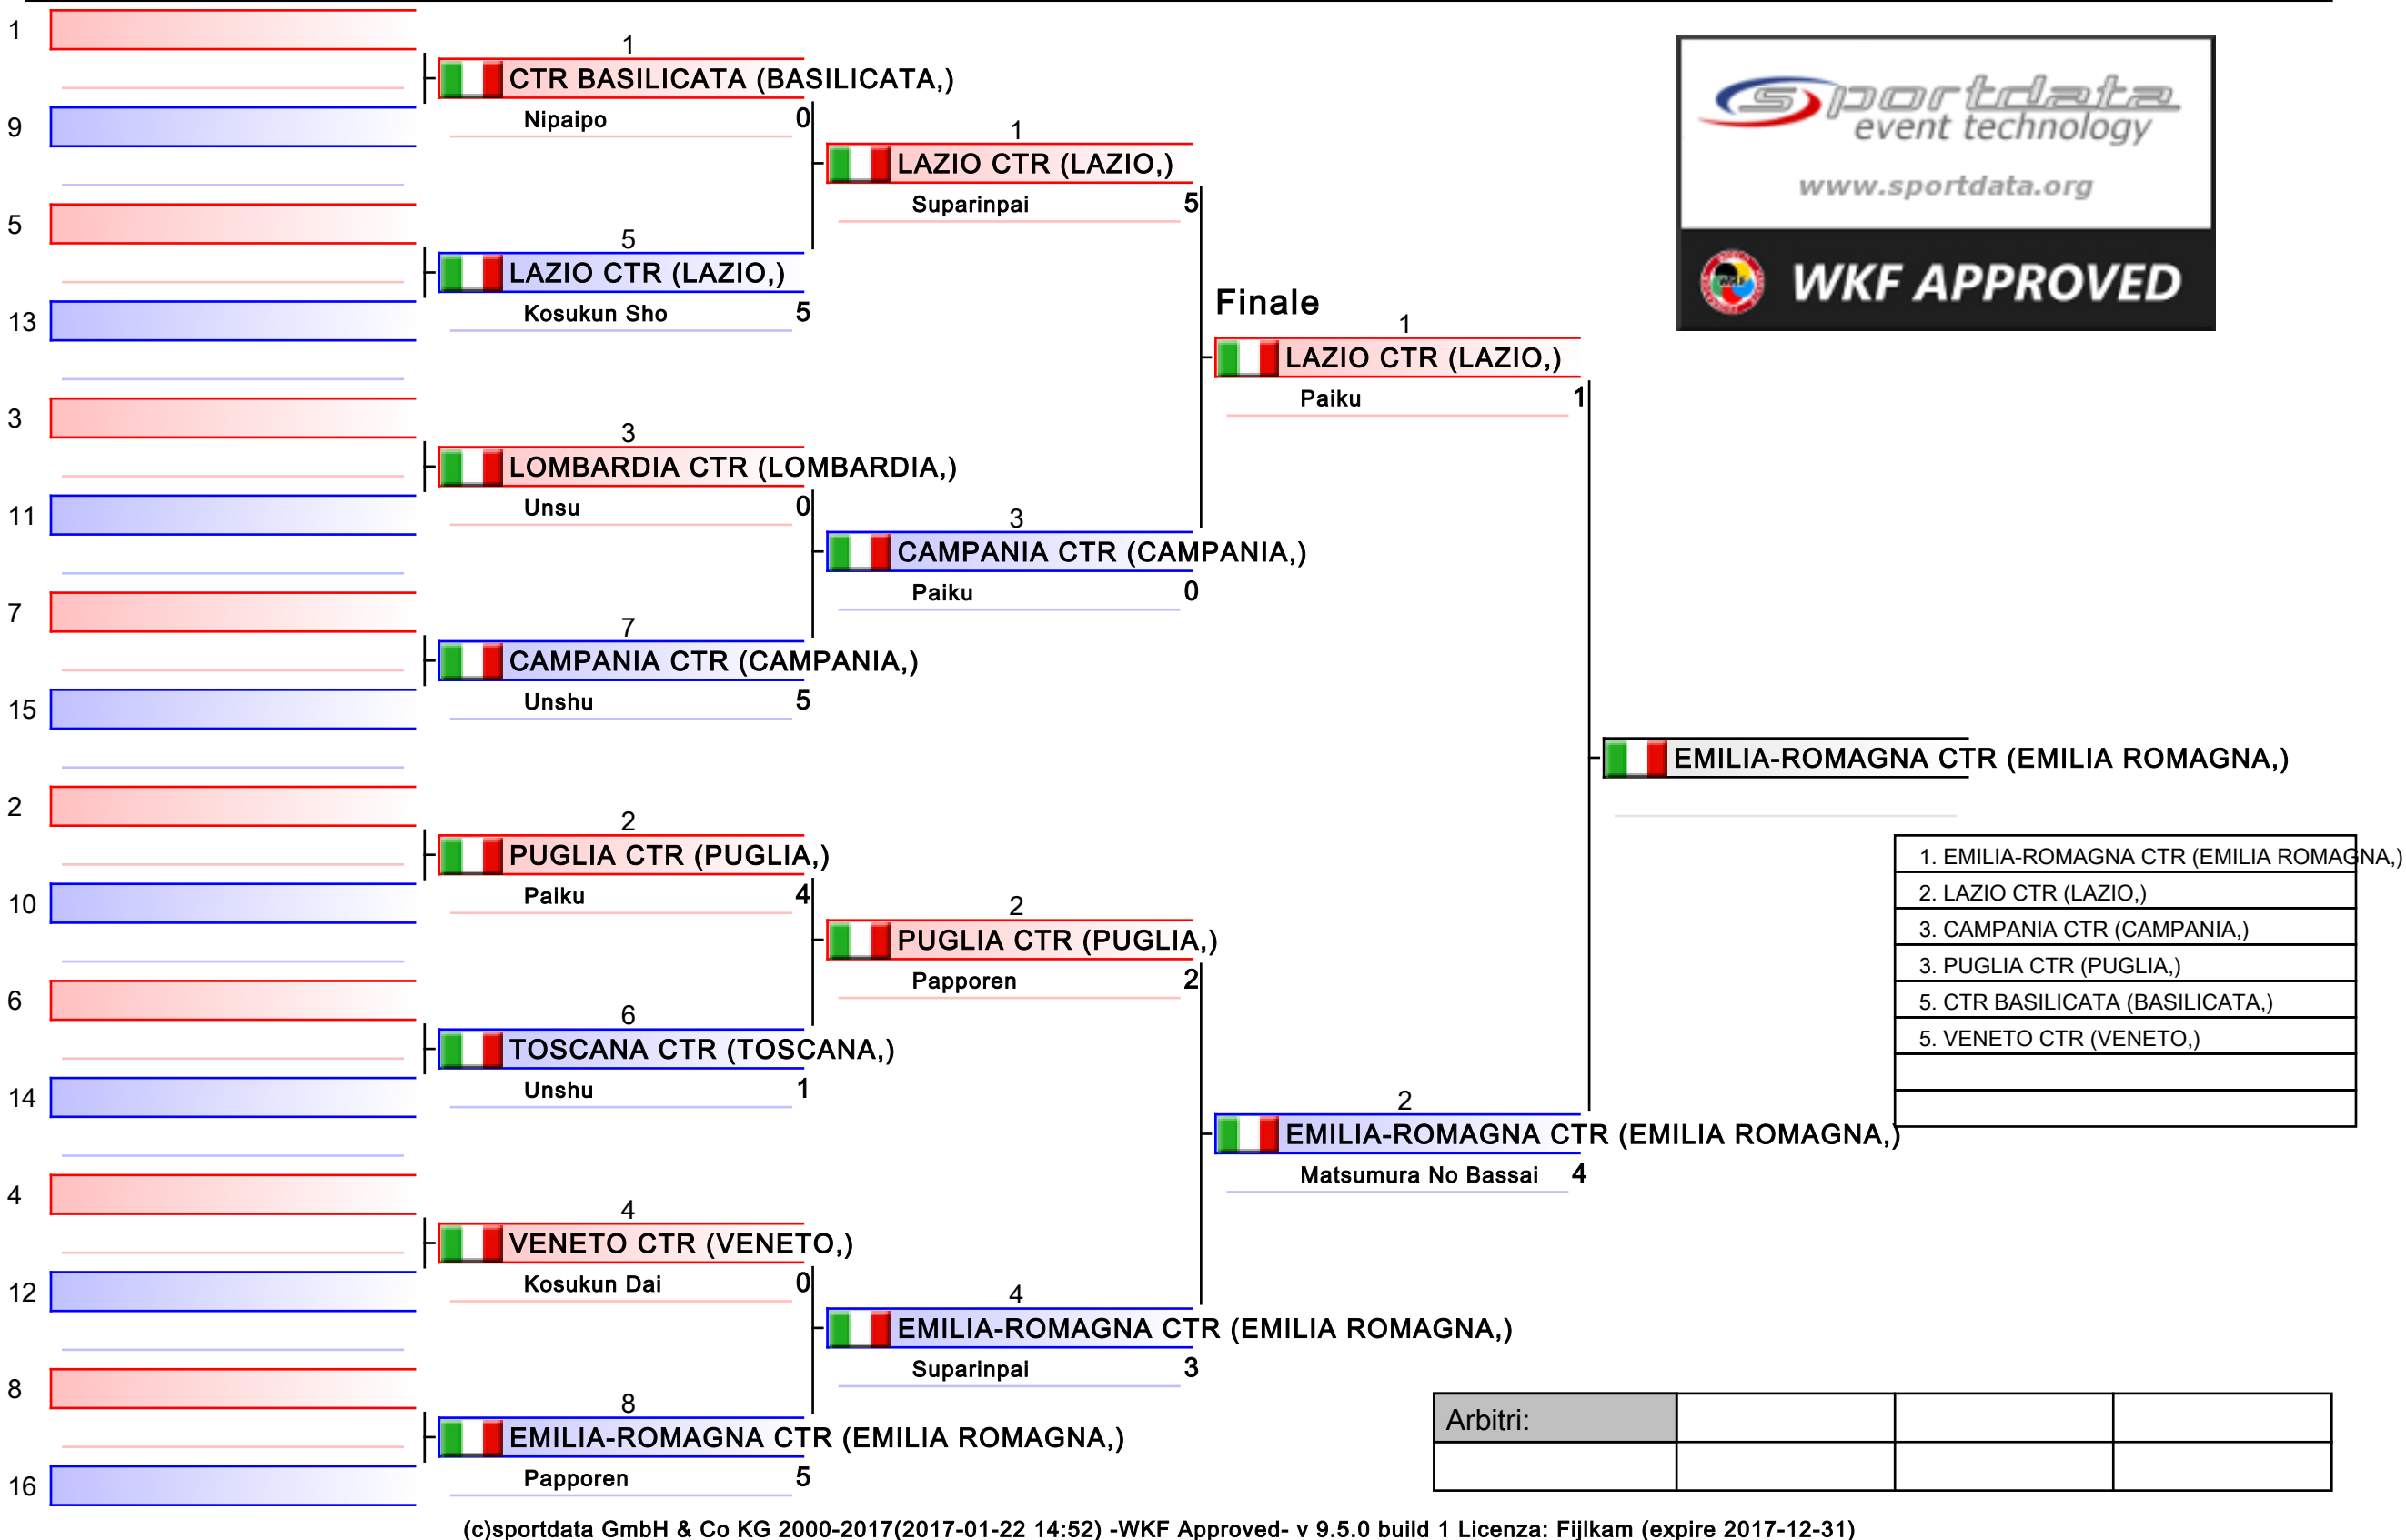 1
9
5
13
3
11
7
15
2
10
6
14
4
12
8
16
1
CTR BASILICATA (BASILICATA,)
Nipaipo 0
5
LAZIO CTR (LAZIO,)
Kosukun Sho 5
3
LOMBARDIA CTR (LOMBARDIA,)
Unsu 0
7
CAMPANIA CTR (CAMPANIA,)
Unshu 5
2
PUGLIA CTR (PUGLIA,)
Paiku 4
6
TOSCANA CTR (TOSCANA,)
Unshu 1
4
VENETO CTR (VENETO,)
Kosukun Dai 0
8
EMILIA-ROMAGNA CTR (EMILIA ROMAGNA,)
Papporen 5
1
LAZIO CTR (LAZIO,)
Suparinpai 5
3
CAMPANIA CTR (CAMPANIA,)
Paiku 0
2
PUGLIA CTR (PUGLIA,)
Papporen 2
4
EMILIA-ROMAGNA CTR (EMILIA ROMAGNA,)
Suparinpai 3
Finale
1
LAZIO CTR (LAZIO,)
Paiku 1
2
EMILIA-ROMAGNA CTR (EMILIA ROMAGNA,)
Matsumura No Bassai 4
EMILIA-ROMAGNA CTR (EMILIA ROMAGNA,)
sportdata
event technology
www.sportdata.org
WKF
WKF APPROVED
1. EMILIA-ROMAGNA CTR (EMILIA ROMAGNA,)
2. LAZIO CTR (LAZIO,)
3. CAMPANIA CTR (CAMPANIA,)
3. PUGLIA CTR (PUGLIA,)
5. CTR BASILICATA (BASILICATA,)
5. VENETO CTR (VENETO,)
Arbitri:
(c)sportdata GmbH & Co KG 2000-2017(2017-01-22 14:52) -WKF Approved- v 9.5.0 build 1 Licenza: Fijlkam (expire 2017-12-31)